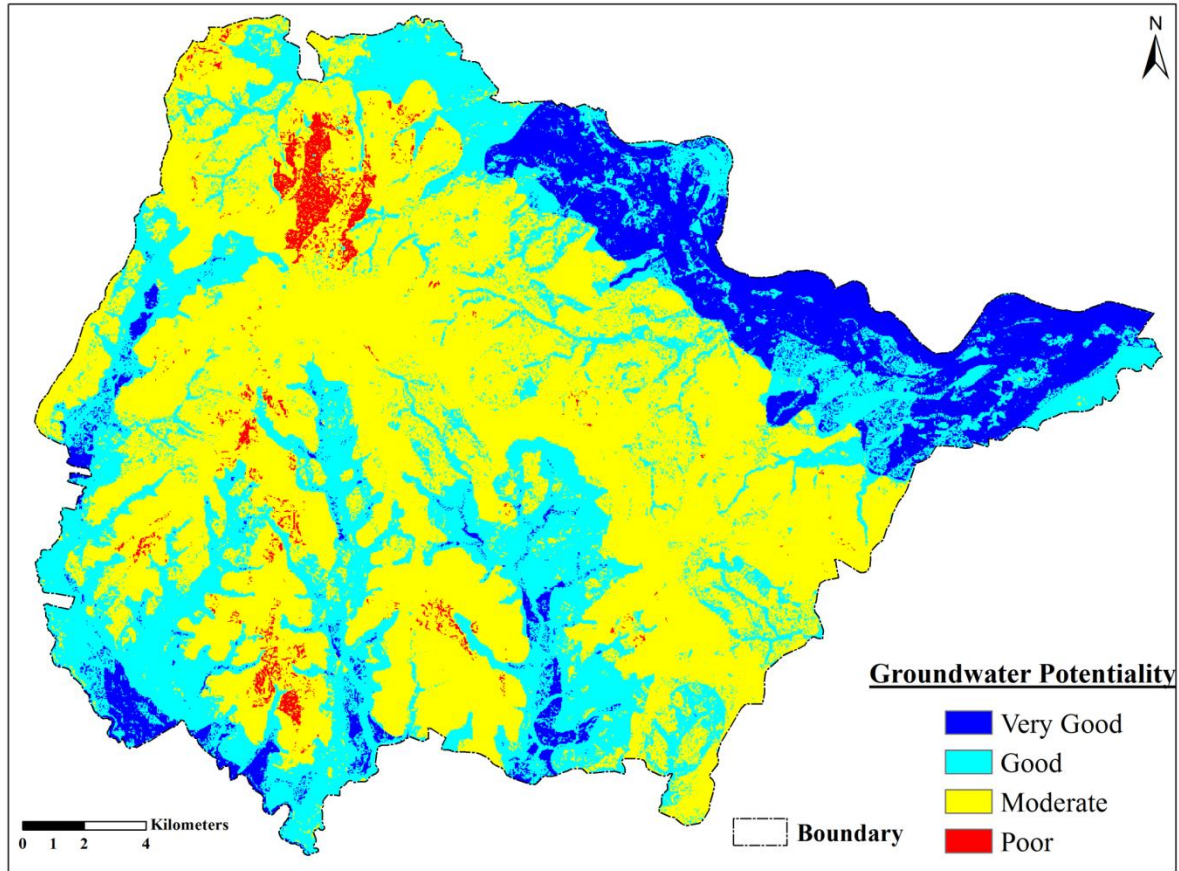 N
Groundwater Potentiality
Very Good
Good
Moderate
Poor
Kilometers
0 1 2 4
Boundary